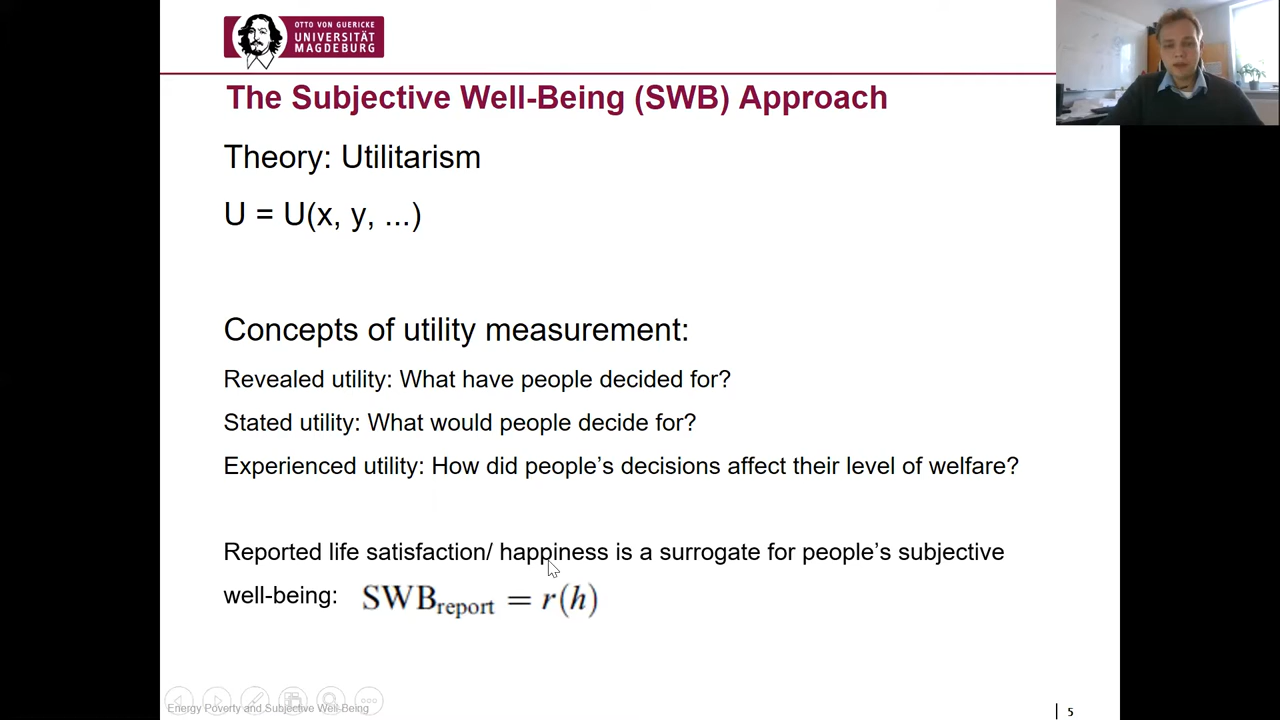 OTTO VON GUERICKE
UNIVERSITÄT
MAGDEBURG
The Subjective Well-Being (SWB) Approach
Theory: Utilitarism
U = U(x, y, ...)
Concepts of utility measurement:
Revealed utility: What have people decided for?
Stated utility: What would people decide for?
Experienced utility: How did people's decisions affect their level of welfare?
Reported life satisfaction/ happiness is a surrogate for people's subjective
well-being: SWBreport = r(h)
Energy Poverty and Subjective Well-Being
5